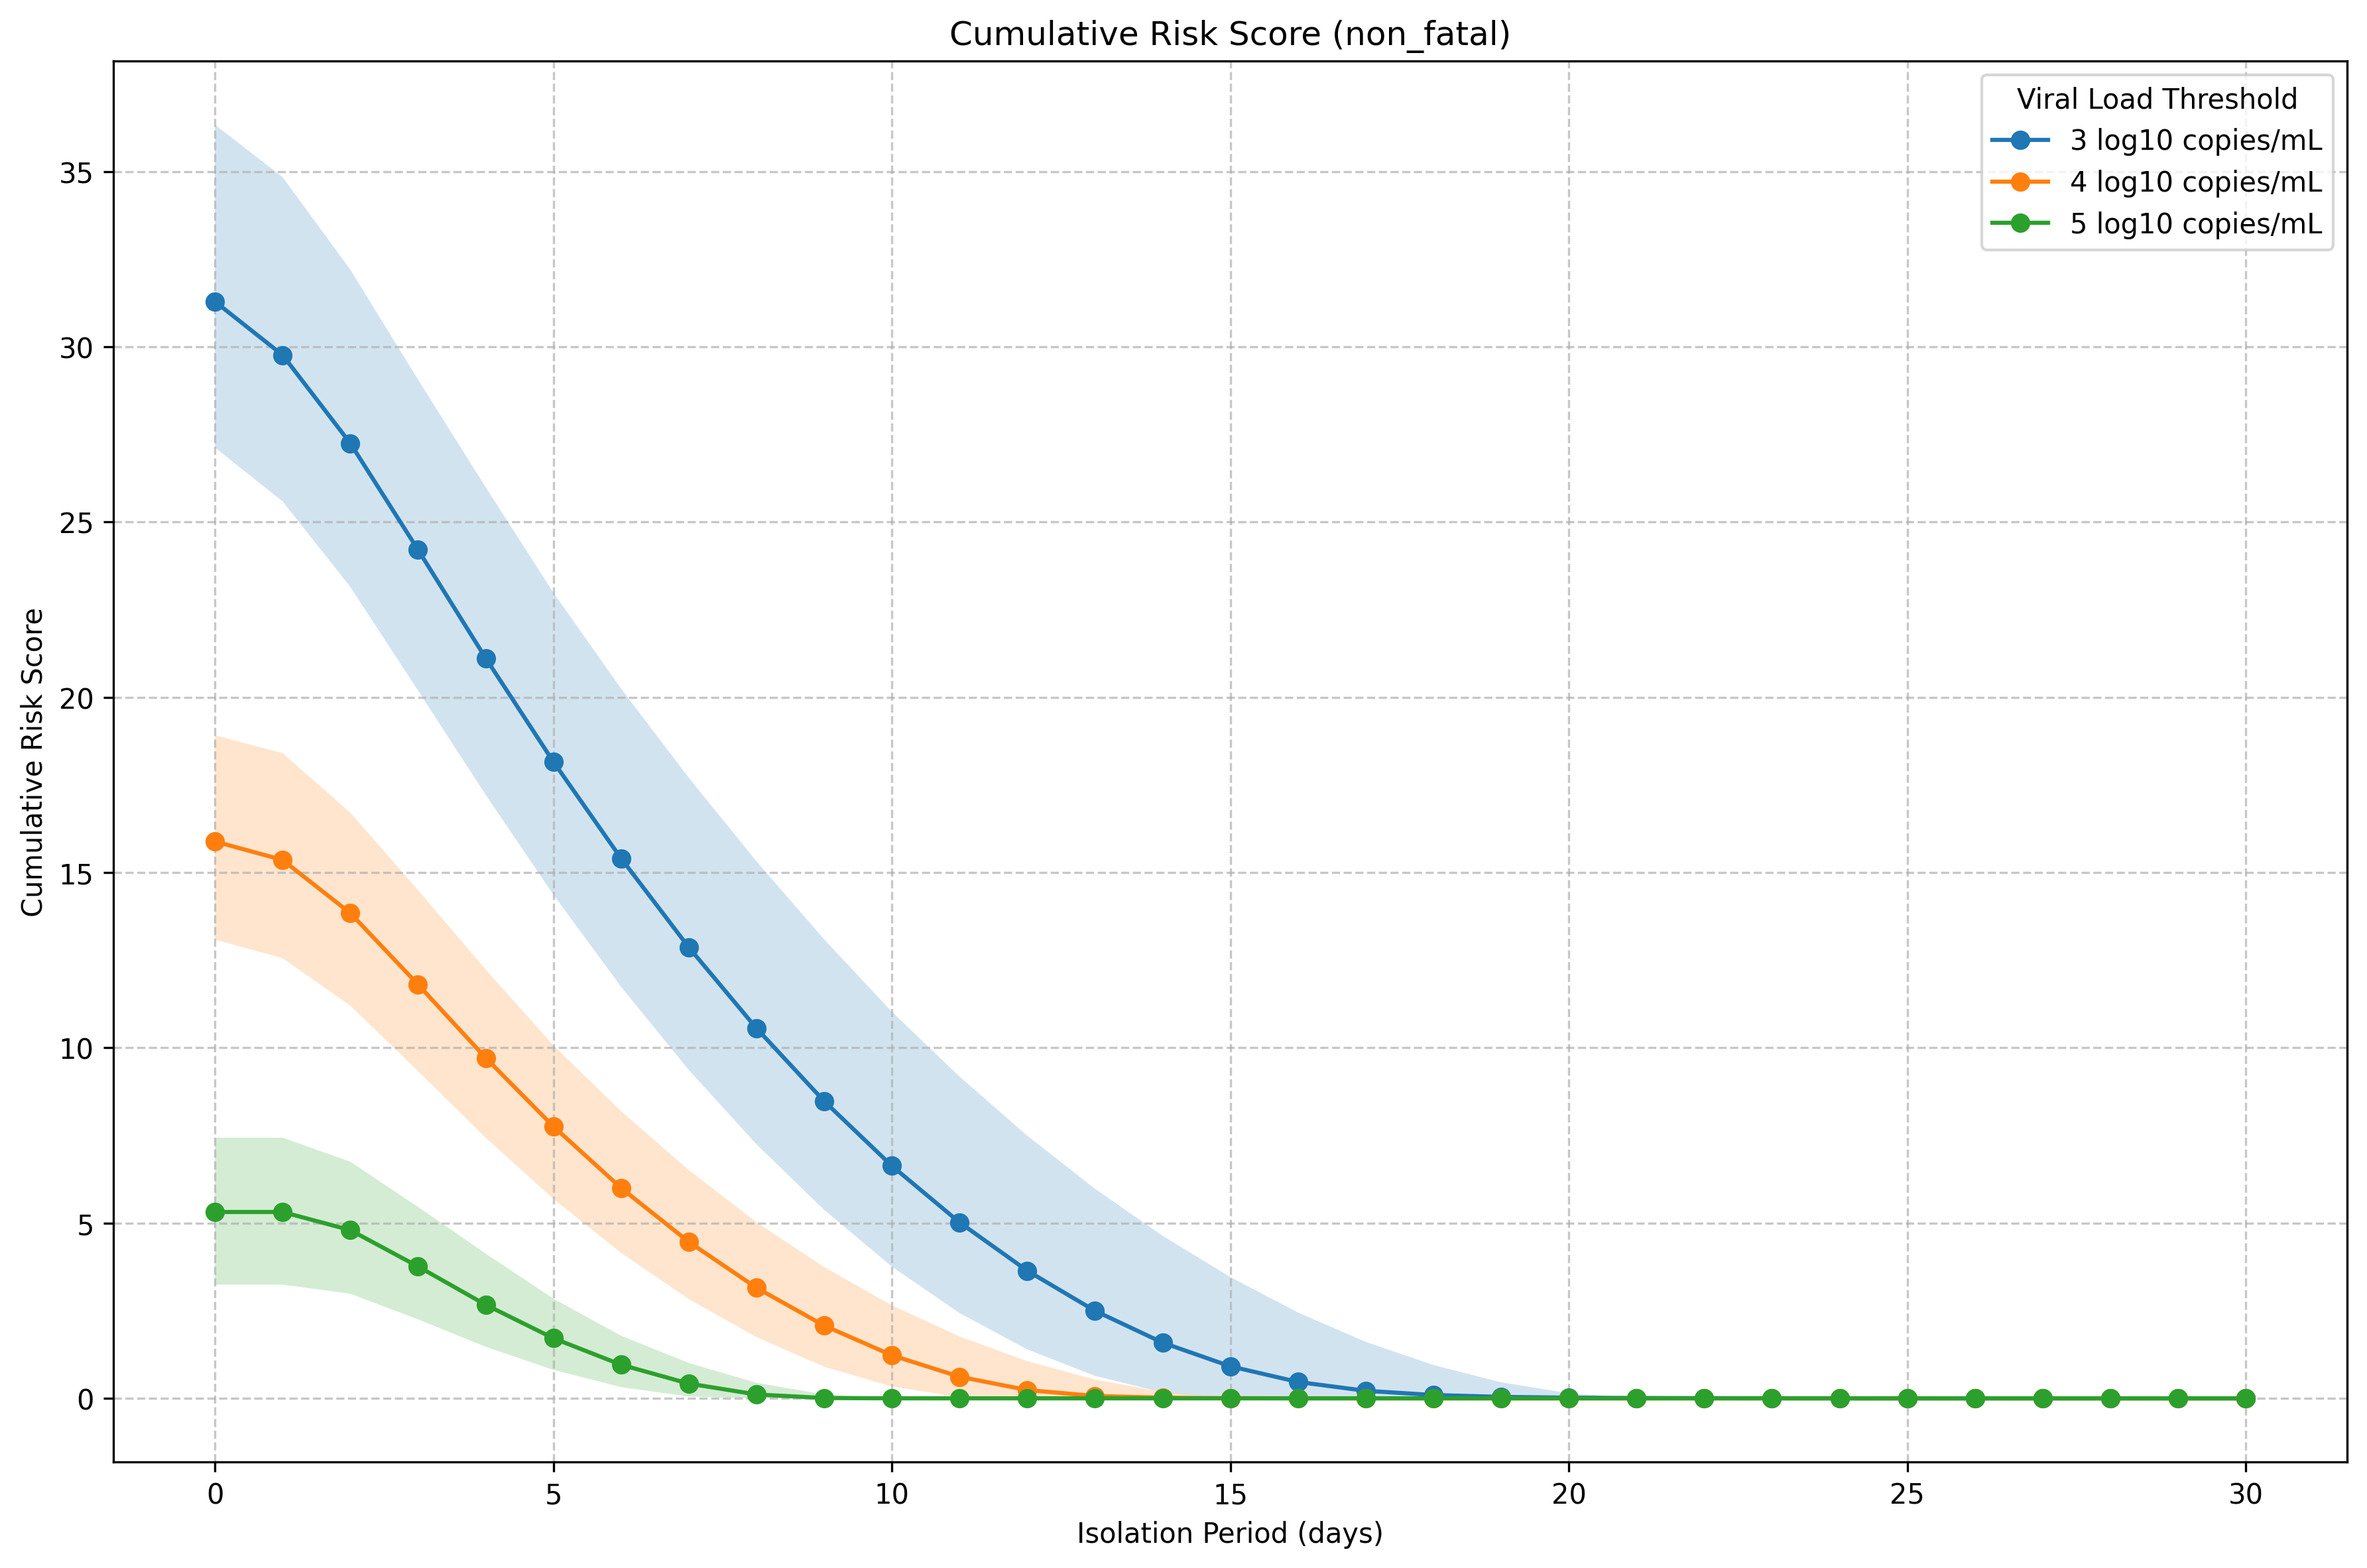 Cumulative Risk Score (non_fatal)
Viral Load Threshold
3 log10 copies/mL
4 log10 copies/mL
5 log10 copies/mL
Cumulative Risk Score
35
30
25
20
15
10
5
0
0 5 10 15 20 25 30
Isolation Period (days)